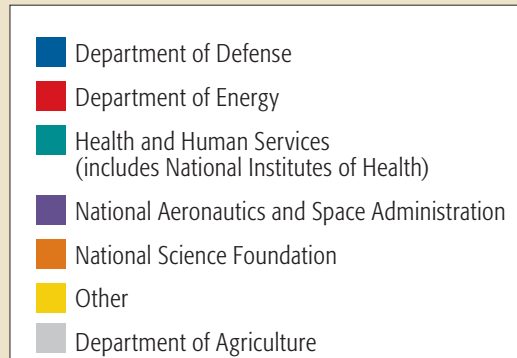 Department of Defense
Department of Energy
Health and Human Services
(includes National Institutes of Health)
National Aeronautics and Space Administration
National Science Foundation
Other
Department of Agriculture